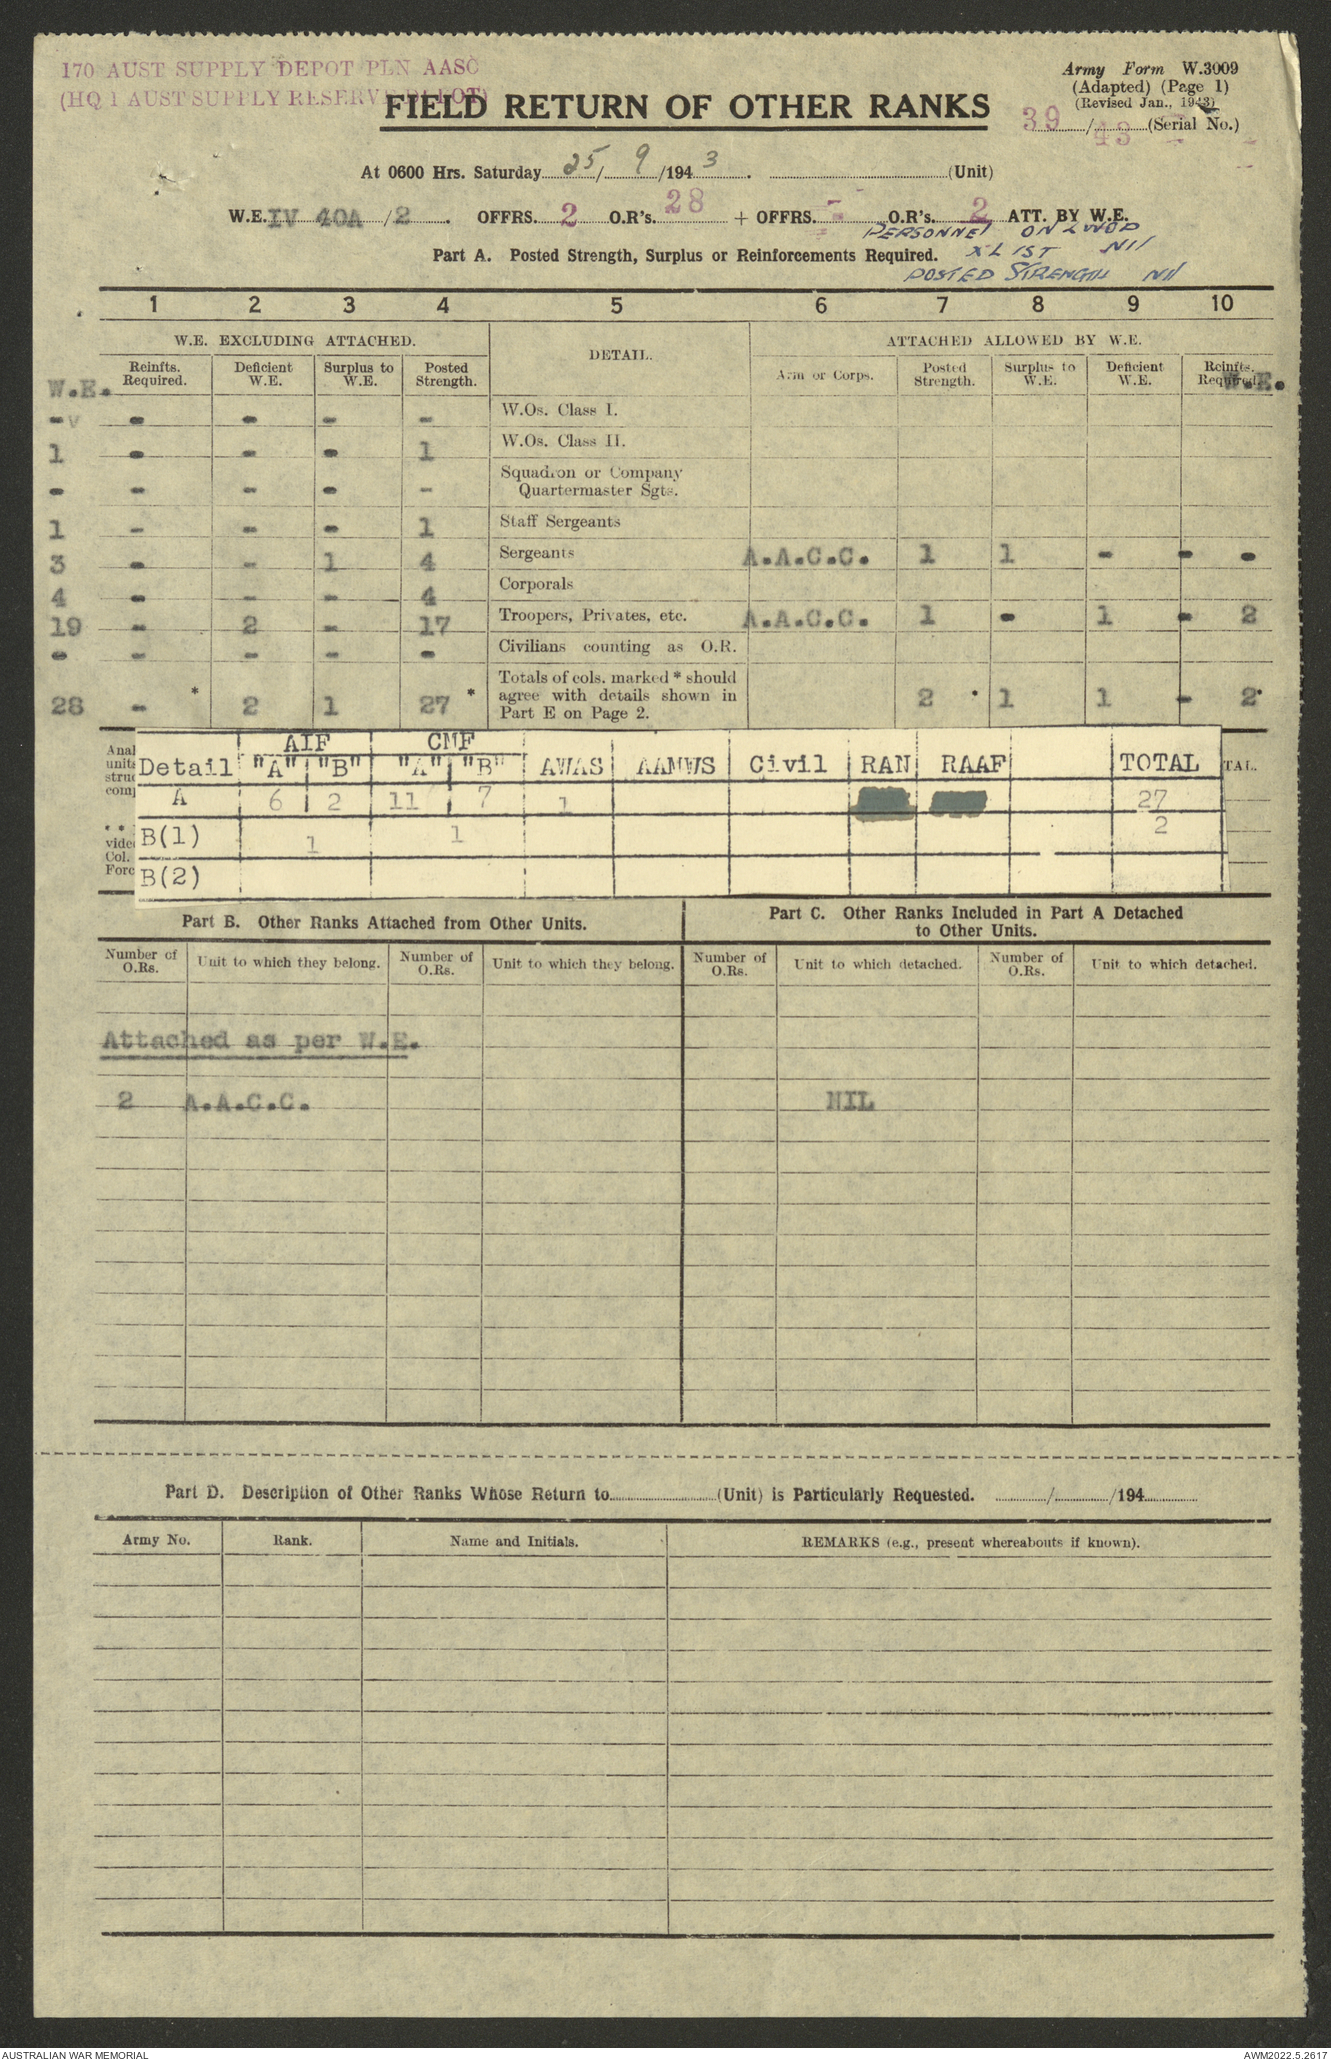 170 AUST SUPPLY DEPOT PLN AASC
(HQ 1 AUST SUPPLY RESERVE DEPOT)
Army Form W.3009
(Adapted) (Page 1)
(Revised Jan., 1943)
39/43 (Serial No.)
FIELD RETURN OF OTHER RANKS
At 0600 Hrs. Saturday 25/9/1943. (Unit)
W.E. IV 40A/2. OFFRS. 2 O.R's. 28 + OFFRS. - O.R's. 2 ATT. BY W.E.
PERSONNEL ON LWOP
X LIST NIL
POSTED STRENGTH NIL
Part A. Posted Strength, Surplus or Reinforcements Required.
1 2 3 4 5 6 7 8 9 10
W.E. EXCLUDING ATTACHED. DETAIL. ATTACHED ALLOWED BY W.E.
W.E. Reinfts. Required. Deficient W.E. Surplus to W.E. Posted Strength. Arm or Corps. Posted Strength. Surplus to W.E. Deficient W.E. Reinfts. Required. W.E.
- v - - - - W.Os. Class I.
1 - - - 1 W.Os. Class II.
- - - - - Squadron or Company Quartermaster Sgts.
1 - - - 1 Staff Sergeants
3 - - 1 4 Sergeants A.A.C.C. 1 1 - - -
4 - - - 4 Corporals
19 - 2 - 17 Troopers, Privates, etc. A.A.C.C. 1 - 1 - 2
- - - - - Civilians counting as O.R.
28 - * 2 1 27 * Totals of cols. marked * should agree with details shown in Part E on Page 2. 2 * 1 1 - 2 *
AIF CMF
Detail "A" "B" "A" "B" AWAS AAMWS Civil RAN RAAF TOTAL
A 6 2 11 7 1 27
B(1) 1 1 2
B(2)
Part B. Other Ranks Attached from Other Units.
Part C. Other Ranks Included in Part A Detached
to Other Units.
Number of O.Rs. Unit to which they belong. Number of O.Rs. Unit to which they belong. Number of O.Rs. Unit to which detached. Number of O.Rs. Unit to which detached.
Attached as per W.E.
2 A.A.C.C. NIL
Part D. Description of Other Ranks Whose Return to (Unit) is Particularly Requested. / /194
Army No. Rank. Name and Initials. REMARKS (e.g., present whereabouts if known).
AUSTRALIAN WAR MEMORIAL AWM2022.5.2617